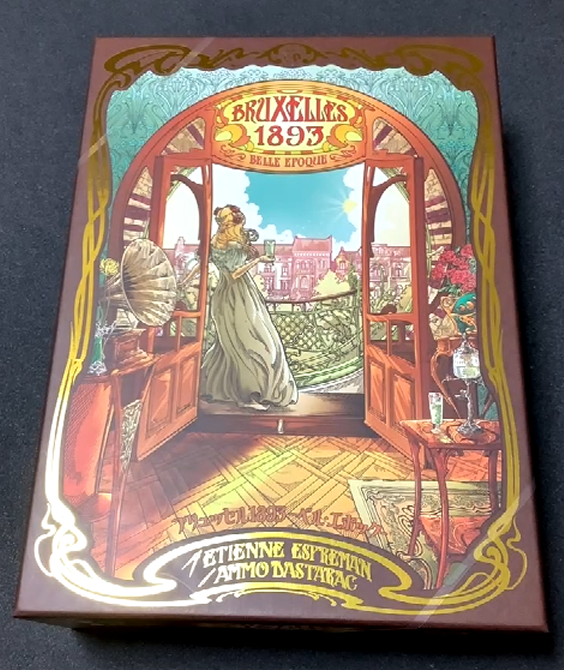 BRUXELLES
1893
BELLE EPOQUE
ブリュッセル1893 ベル・エポック
ETIENNE ESPREMAN
AMMO DASTARAC